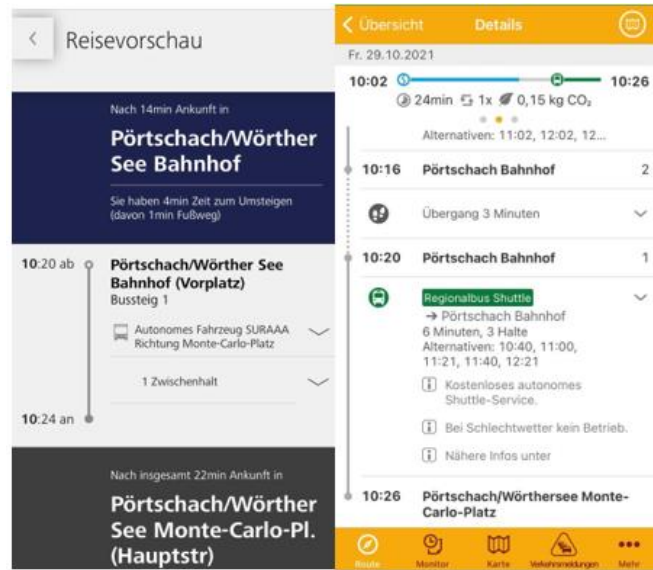 Reisevorschau
Nach 14min Ankunft in
Pörtschach/Wörther
See Bahnhof
Sie haben 4min Zeit zum Umsteigen
(davon 1min Fußweg)
10:20 ab
Pörtschach/Wörther See
Bahnhof (Vorplatz)
Bussteig 1
Autonomes Fahrzeug SURAAA
Richtung Monte-Carlo-Platz
1 Zwischenhalt
10:24 an
Nach insgesamt 22min Ankunft in
Pörtschach/Wörther
See Monte-Carlo-Pl.
(Hauptstr)
Übersicht Details
Fr. 29.10.2021
10:02 10:26
24min 1x 0,15 kg CO₂
Alternativen: 11:02, 12:02, 12...
10:16 Pörtschach Bahnhof 2
Übergang 3 Minuten
10:20 Pörtschach Bahnhof 1
Regionalbus Shuttle
→ Pörtschach Bahnhof
6 Minuten, 3 Halte
Alternativen: 10:40, 11:00,
11:21, 11:40, 12:21
Kostenloses autonomes
Shuttle-Service.
Bei Schlechtwetter kein Betrieb.
Nähere Infos unter
10:26 Pörtschach/Wörthersee Monte-
Carlo-Platz
Route Monitor Karte Verkehrsmeldungen Mehr